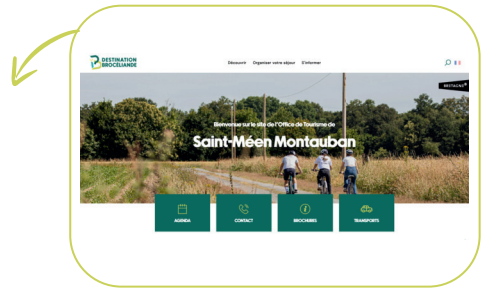 DESTINATION
BROCÉLIANDE
Découvrir Organiser votre séjour S'informer
BRETAGNE
Bienvenue sur le site de l'Office de Tourisme de
Saint-Méen Montauban
AGENDA
CONTACT
BROCHURES
TRANSPORTS